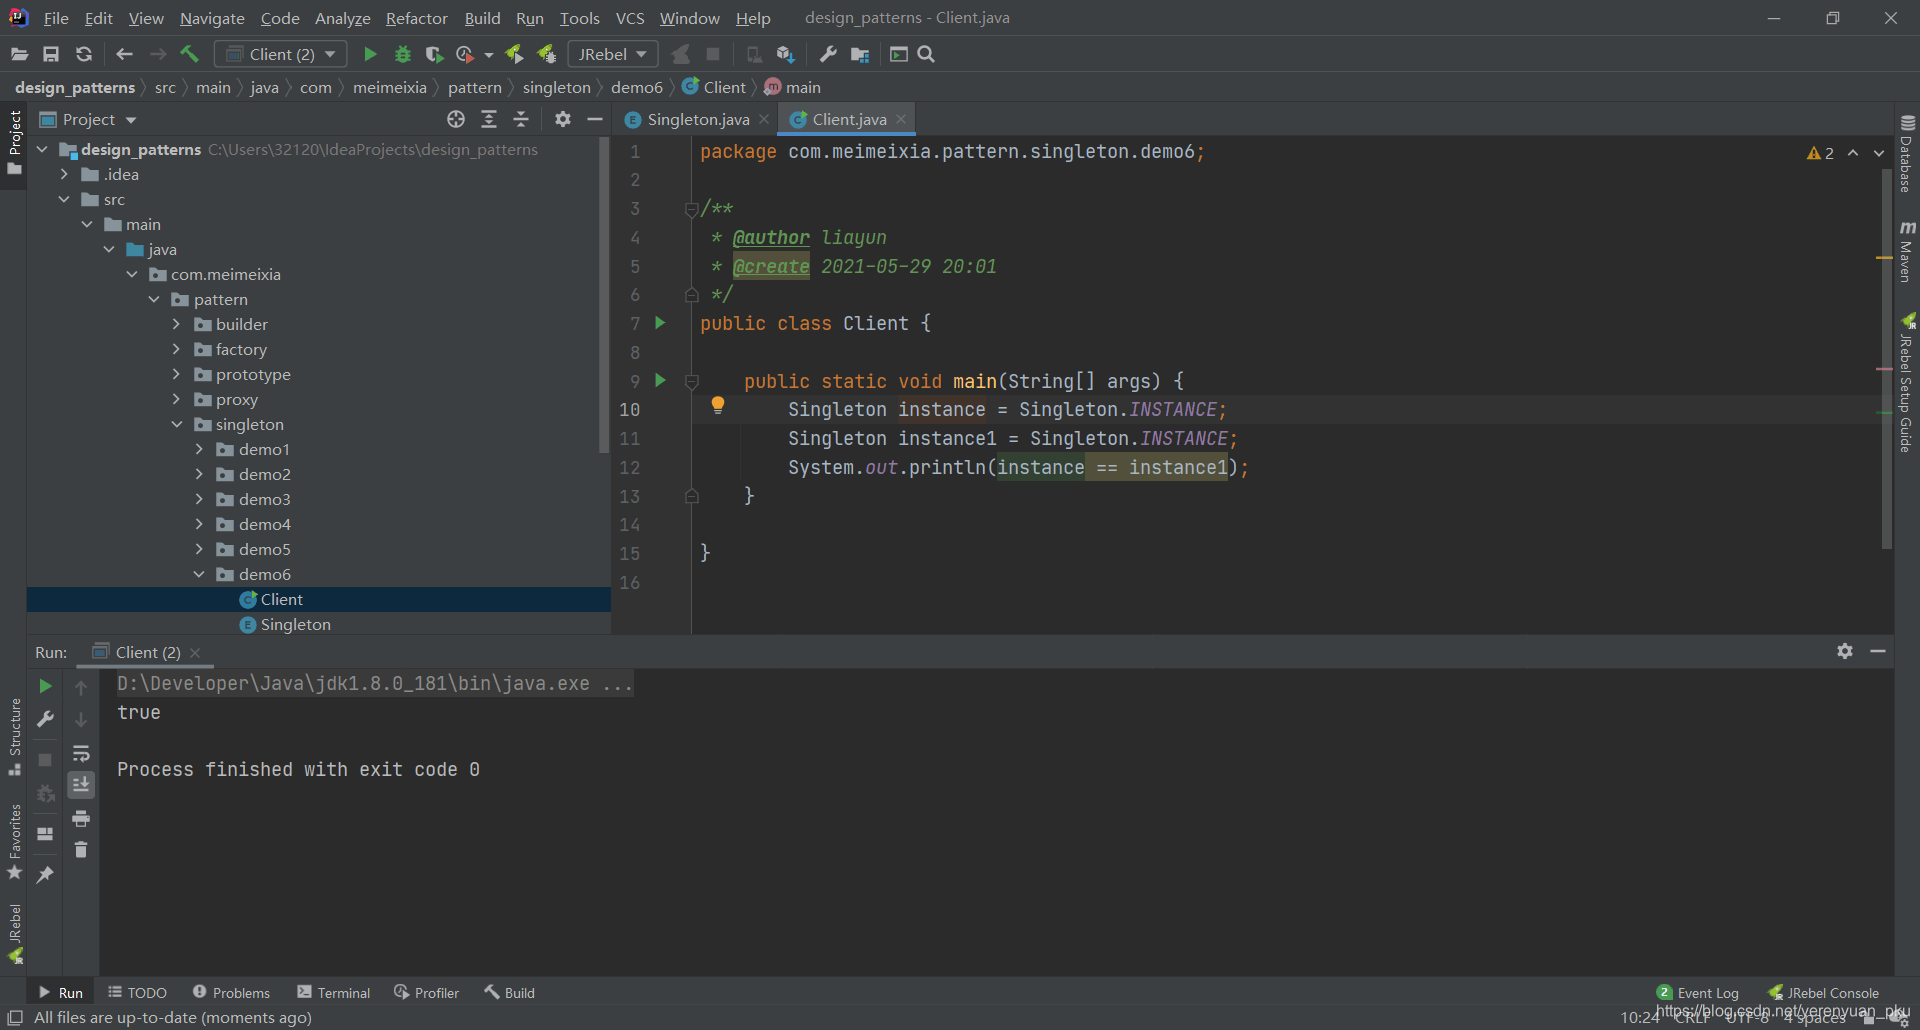 File Edit View Navigate Code Analyze Refactor Build Run Tools VCS Window Help design_patterns - Client.java
Client (2) JRebel
design_patterns src main java com meimeixia pattern singleton demo6 Client main
Project
Singleton.java Client.java
design_patterns C:\Users\32120\IdeaProjects\design_patterns
.idea
src
main
java
com.meimeixia
pattern
builder
factory
prototype
proxy
singleton
demo1
demo2
demo3
demo4
demo5
demo6
Client
Singleton
1 package com.meimeixia.pattern.singleton.demo6;
2
3 /**
4 * @author liayun
5 * @create 2021-05-29 20:01
6 */
7 public class Client {
8
9 public static void main(String[] args) {
10 Singleton instance = Singleton.INSTANCE;
11 Singleton instance1 = Singleton.INSTANCE;
12 System.out.println(instance == instance1);
13 }
14
15 }
16
2
Project
Structure
Favorites
JRebel
Database
Maven
JRebel Setup Guide
Run: Client (2)
D:\Developer\Java\jdk1.8.0_181\bin\java.exe ...
true
Process finished with exit code 0
Run TODO Problems Terminal Profiler Build 2 Event Log JRebel Console
All files are up-to-date (moments ago) 10:24 CRLF UTF-8 4 spaces
https://blog.csdn.net/yerenyuan_pku